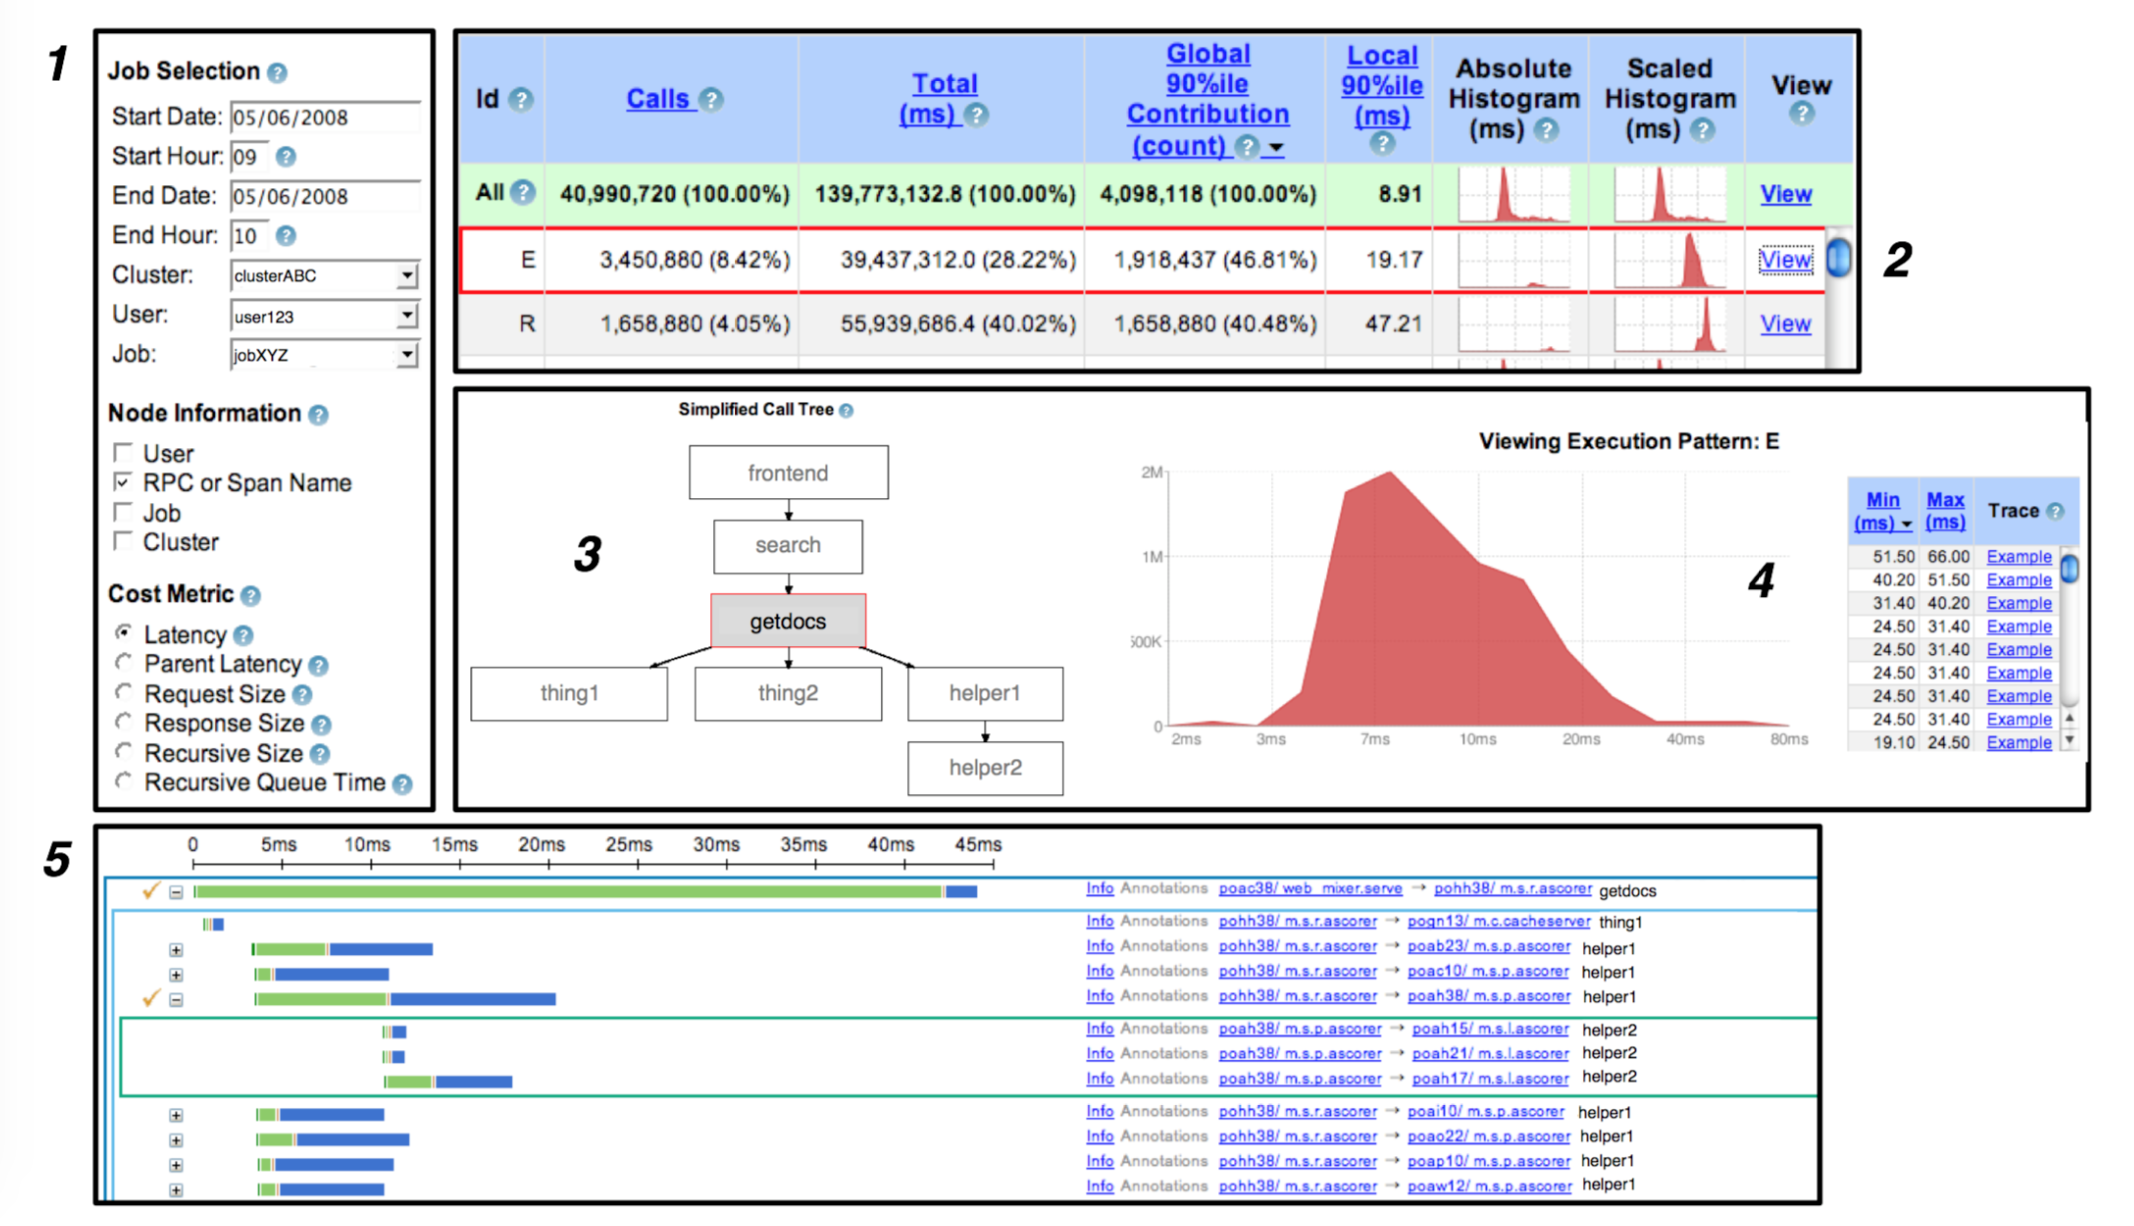 1
Job Selection ?
Start Date: 05/06/2008
Start Hour: 09 ?
End Date: 05/06/2008
End Hour: 10 ?
Cluster: clusterABC
User: user123
Job: jobXYZ
Node Information ?
User
RPC or Span Name
Job
Cluster
Cost Metric ?
Latency ?
Parent Latency ?
Request Size ?
Response Size ?
Recursive Size ?
Recursive Queue Time ?
2
Id ?
Calls ?
Total
(ms) ?
Global
90%ile
Contribution
(count) ?
Local
90%ile
(ms)
?
Absolute
Histogram
(ms) ?
Scaled
Histogram
(ms) ?
View
?
All ? 40,990,720 (100.00%) 139,773,132.8 (100.00%) 4,098,118 (100.00%) 8.91 View
E 3,450,880 (8.42%) 39,437,312.0 (28.22%) 1,918,437 (46.81%) 19.17 View
R 1,658,880 (4.05%) 55,939,686.4 (40.02%) 1,658,880 (40.48%) 47.21 View
3
Simplified Call Tree ?
frontend
search
getdocs
thing1 thing2 helper1
helper2
4
Viewing Execution Pattern: E
2M
1M
500K
0
2ms 3ms 7ms 10ms 20ms 40ms 80ms
Min
(ms)
Max
(ms)
Trace ?
51.50 66.00 Example
40.20 51.50 Example
31.40 40.20 Example
24.50 31.40 Example
24.50 31.40 Example
24.50 31.40 Example
24.50 31.40 Example
24.50 31.40 Example
19.10 24.50 Example
5
0 5ms 10ms 15ms 20ms 25ms 30ms 35ms 40ms 45ms
Info Annotations poac38/ web_mixer.serve → pohh38/ m.s.r.ascorer getdocs
Info Annotations pohh38/ m.s.r.ascorer → pogn13/ m.c.cacheserver thing1
Info Annotations pohh38/ m.s.r.ascorer → poab23/ m.s.p.ascorer helper1
Info Annotations pohh38/ m.s.r.ascorer → poac10/ m.s.p.ascorer helper1
Info Annotations pohh38/ m.s.r.ascorer → poah38/ m.s.p.ascorer helper1
Info Annotations poah38/ m.s.p.ascorer → poah15/ m.s.l.ascorer helper2
Info Annotations poah38/ m.s.p.ascorer → poah21/ m.s.l.ascorer helper2
Info Annotations poah38/ m.s.p.ascorer → poah17/ m.s.l.ascorer helper2
Info Annotations pohh38/ m.s.r.ascorer → poai10/ m.s.p.ascorer helper1
Info Annotations pohh38/ m.s.r.ascorer → poao22/ m.s.p.ascorer helper1
Info Annotations pohh38/ m.s.r.ascorer → poap10/ m.s.p.ascorer helper1
Info Annotations pohh38/ m.s.r.ascorer → poaw12/ m.s.p.ascorer helper1